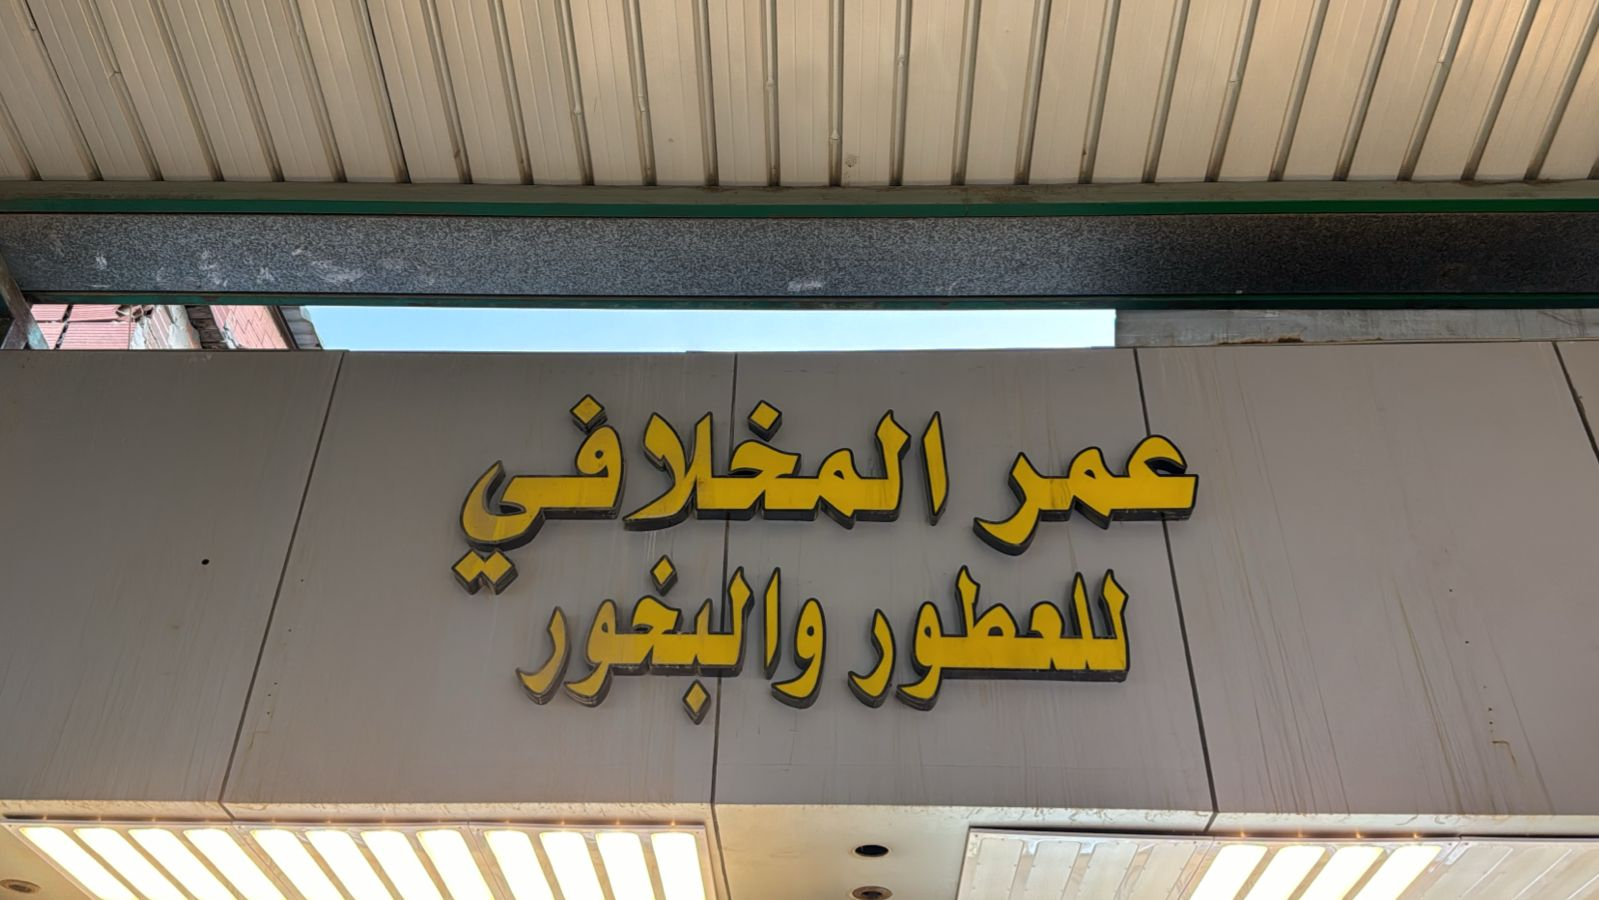 عمر المخلافي
للعطور والبخور